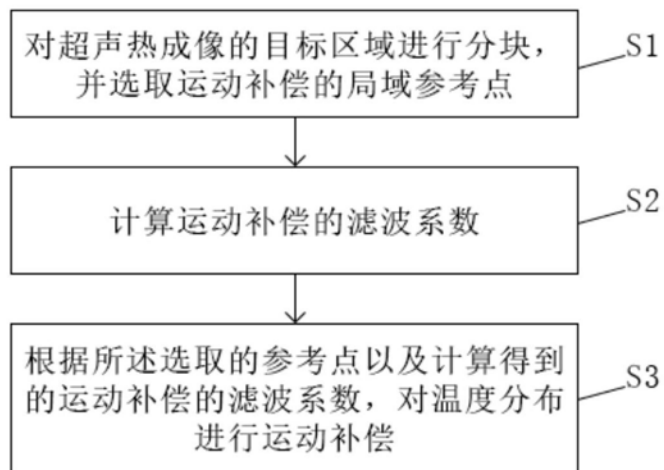 对超声热成像的目标区域进行分块，
并选取运动补偿的局域参考点
S1
计算运动补偿的滤波系数
S2
根据所述选取的参考点以及计算得到
的运动补偿的滤波系数，对温度分布
进行运动补偿
S3